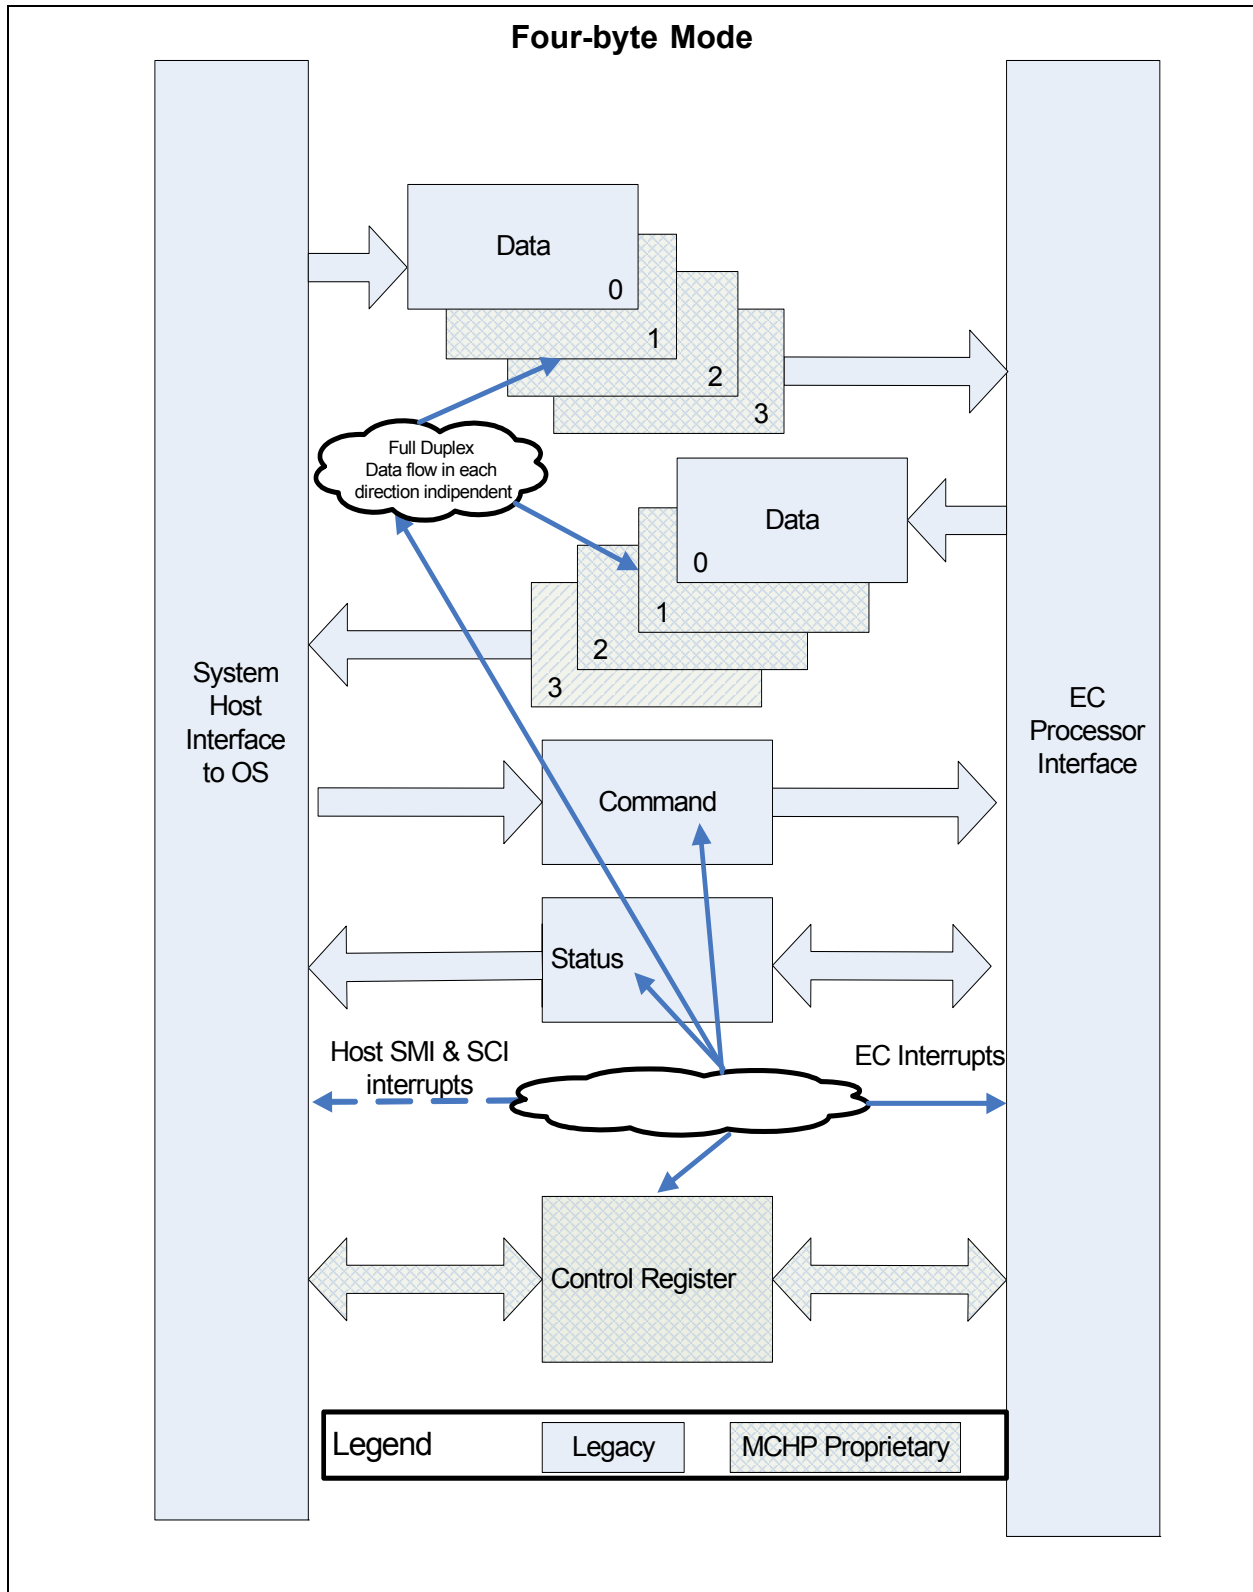 Four-byte Mode
Data
0
1
2
3
Full Duplex
Data flow in each
direction indipendent
Data
0
1
2
3
System
Host
Interface
to OS
EC
Processor
Interface
Command
Status
Host SMI & SCI
interrupts
EC Interrupts
Control Register
Legend
Legacy
MCHP Proprietary